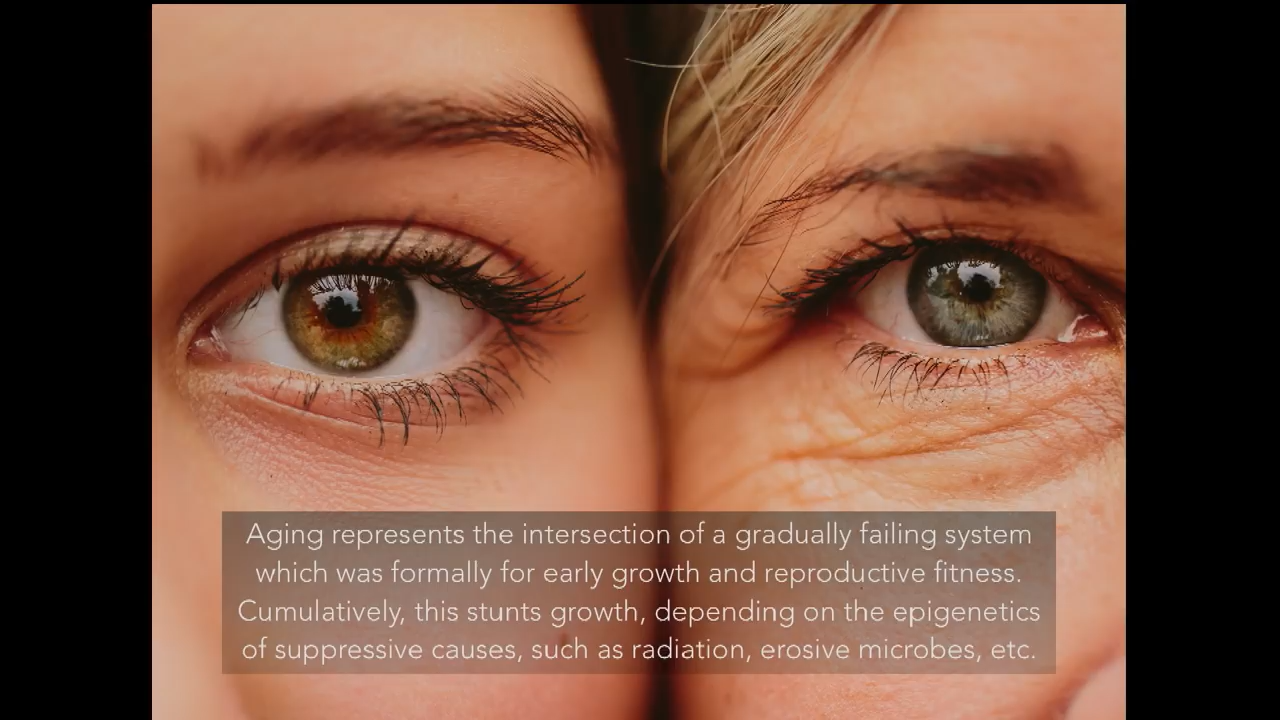 Aging represents the intersection of a gradually failing system
which was formally for early growth and reproductive fitness.
Cumulatively, this stunts growth, depending on the epigenetics
of suppressive causes, such as radiation, erosive microbes, etc.